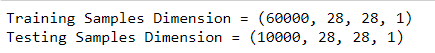 Training Samples Dimension = (60000, 28, 28, 1)
Testing Samples Dimension = (10000, 28, 28, 1)